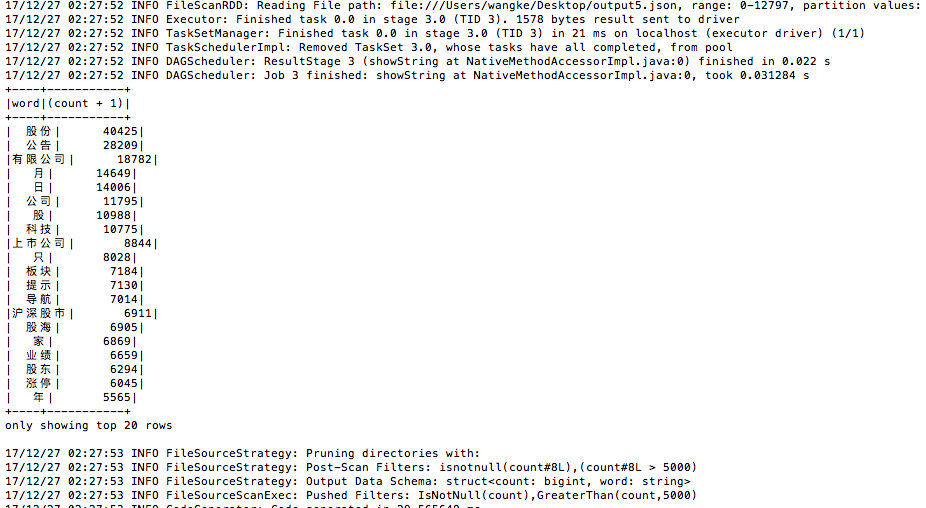 17/12/27 02:27:52 INFO FileScanRDD: Reading File path: file:///Users/wangke/Desktop/output5.json, range: 0-12797, partition values:
17/12/27 02:27:52 INFO Executor: Finished task 0.0 in stage 3.0 (TID 3). 1578 bytes result sent to driver
17/12/27 02:27:52 INFO TaskSetManager: Finished task 0.0 in stage 3.0 (TID 3) in 21 ms on localhost (executor driver) (1/1)
17/12/27 02:27:52 INFO TaskSchedulerImpl: Removed TaskSet 3.0, whose tasks have all completed, from pool
17/12/27 02:27:52 INFO DAGScheduler: ResultStage 3 (showString at NativeMethodAccessorImpl.java:0) finished in 0.022 s
17/12/27 02:27:52 INFO DAGScheduler: Job 3 finished: showString at NativeMethodAccessorImpl.java:0, took 0.031284 s
+----+-----------+
|word|(count + 1)|
+----+-----------+
|  股份|      40425|
|  公告|      28209|
|有限公司|      18782|
|   月|      14649|
|   日|      14006|
|  公司|      11795|
|   股|      10988|
|  科技|      10775|
|上市公司|       8844|
|   只|       8028|
|  板块|       7184|
|  提示|       7130|
|  导航|       7014|
|沪深股市|       6911|
|  股海|       6905|
|   家|       6869|
|  业绩|       6659|
|  股东|       6294|
|  涨停|       6045|
|   年|       5565|
+----+-----------+
only showing top 20 rows
17/12/27 02:27:53 INFO FileSourceStrategy: Pruning directories with:
17/12/27 02:27:53 INFO FileSourceStrategy: Post-Scan Filters: isnotnull(count#8L),(count#8L > 5000)
17/12/27 02:27:53 INFO FileSourceStrategy: Output Data Schema: struct<count: bigint, word: string>
17/12/27 02:27:53 INFO FileSourceScanExec: Pushed Filters: IsNotNull(count),GreaterThan(count,5000)